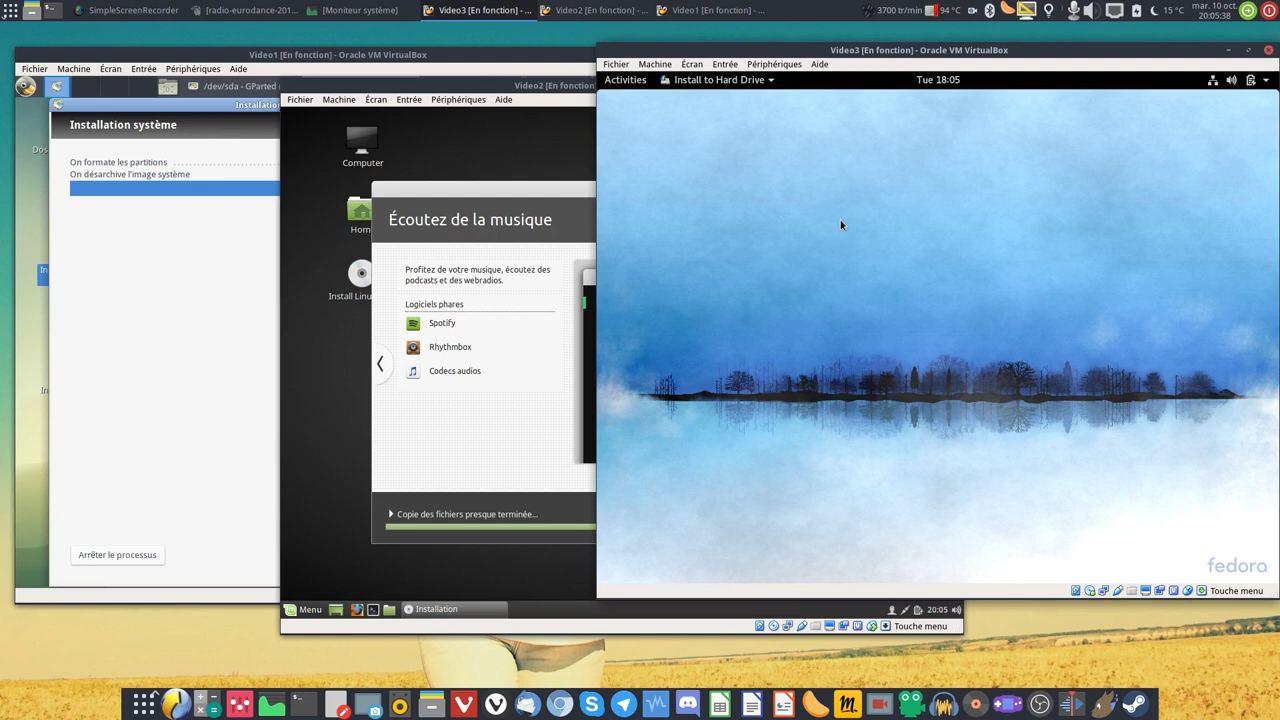 SimpleScreenRecorder
[radio-eurodance-201...
[Moniteur système]
Video3 [En fonction] - ...
Video2 [En fonction] - ...
Video1 [En fonction] - ...
3700 tr/min
94 °C
15 °C
mar. 10 oct.
20:05:38
Video1 [En fonction] - Oracle VM VirtualBox
Fichier Machine Écran Entrée Périphériques Aide
/dev/sda - GParted
Installation système
On formate les partitions
On désarchive l'image système
Arrêter le processus
Video2 [En fonction
Fichier Machine Écran Entrée Périphériques Aide
Computer
Hom
Install Linu
Écoutez de la musique
Profitez de votre musique, écoutez des
podcasts et des webradios.
Logiciels phares
Spotify
Rhythmbox
Codecs audios
Copie des fichiers presque terminée...
Menu
Installation
20:05
Touche menu
Video3 [En fonction] - Oracle VM VirtualBox
Fichier Machine Écran Entrée Périphériques Aide
Activities
Install to Hard Drive
Tue 18:05
fedora
Touche menu